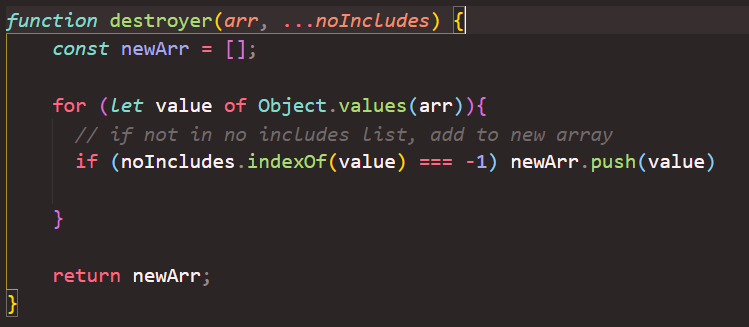 function destroyer(arr, ...noIncludes) {
const newArr = [];
for (let value of Object.values(arr)){
// if not in no includes list, add to new array
if (noIncludes.indexOf(value) === -1) newArr.push(value)
}
return newArr;
}